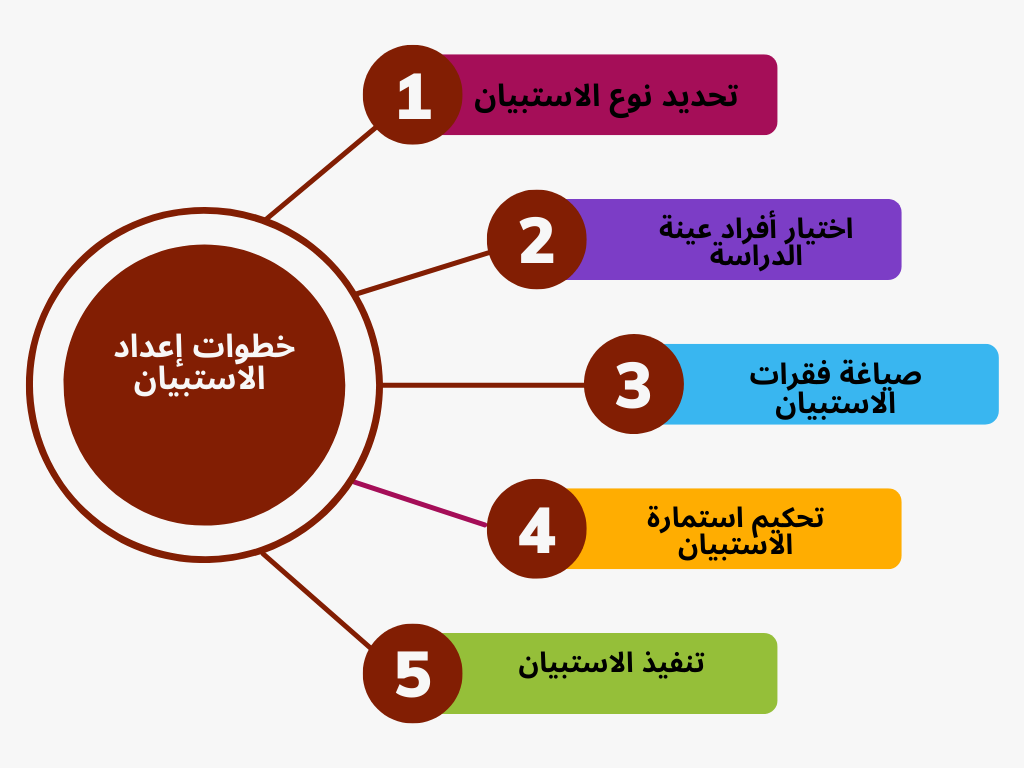 خطوات إعداد
الاستبيان
1
تحديد نوع الاستبيان
2
اختيار أفراد عينة
الدراسة
3
صياغة فقرات
الاستبيان
4
تحكيم استمارة
الاستبيان
5
تنفيذ الاستبيان